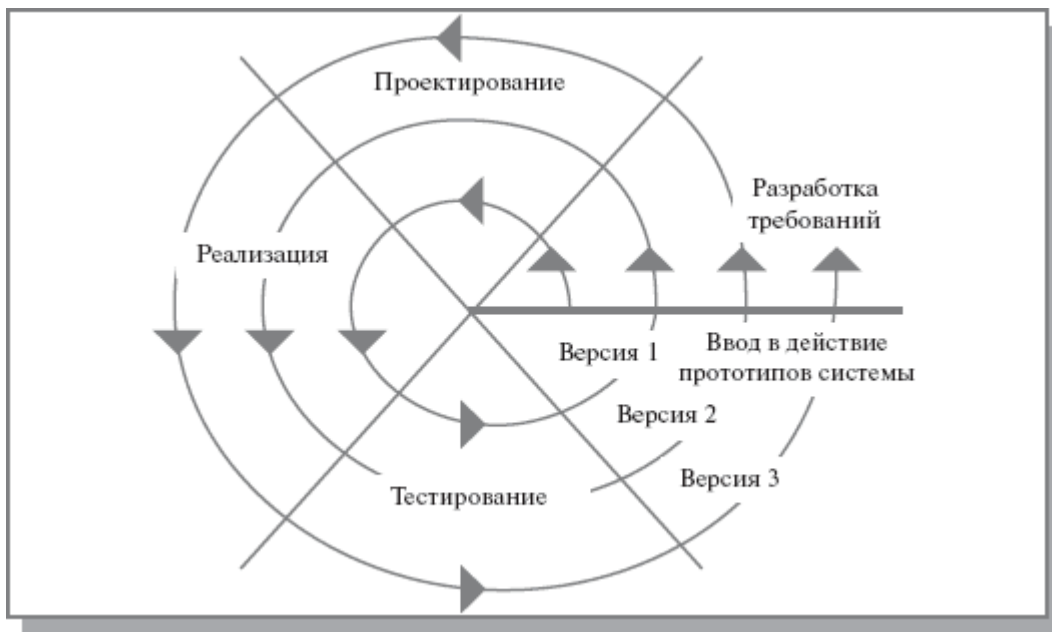 Проектирование
Разработка
требований
Реализация
Версия 1
Ввод в действие
прототипов системы
Версия 2
Версия 3
Тестирование